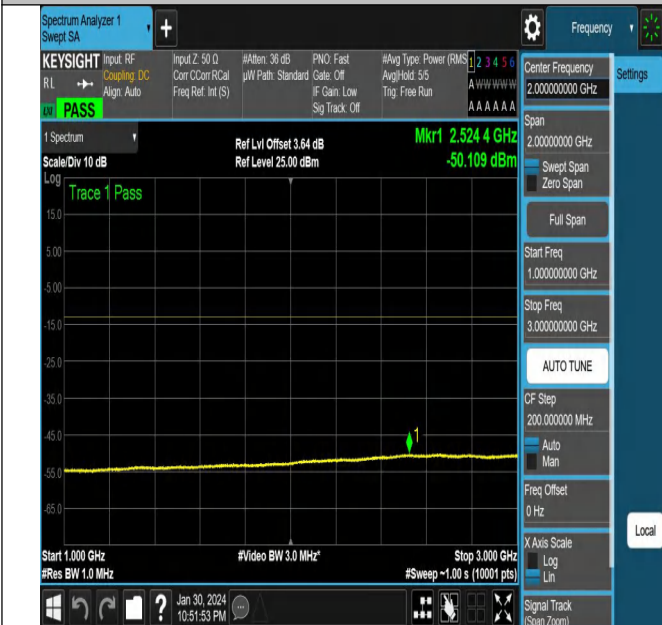 Spectrum Analyzer 1
Swept SA
Frequency
KEYSIGHT
Input: RF
Coupling: DC
Align: Auto
Input Z: 50 Ω
Corr CCorr RCal
Freq Ref: Int (S)
#Atten: 36 dB
µW Path: Standard
PNO: Fast
Gate: Off
IF Gain: Low
Sig Track: Off
#Avg Type: Power (RMS
Avg|Hold: 5/5
Trig: Free Run
1 2 3 4 5 6
A W W W W W
A A A A A A
RL
PASS
1 Spectrum
Scale/Div 10 dB
Log
Ref Lvl Offset 3.64 dB
Ref Level 25.00 dBm
Mkr1 2.524 4 GHz
-50.109 dBm
Trace 1 Pass
15.0
5.00
-5.00
-15.0
-25.0
-35.0
-45.0
-55.0
-65.0
1
Start 1.000 GHz
#Res BW 1.0 MHz
#Video BW 3.0 MHz*
Stop 3.000 GHz
#Sweep ~1.00 s (10001 pts)
Center Frequency
2.000000000 GHz
Settings
Span
2.00000000 GHz
Swept Span
Zero Span
Full Span
Start Freq
1.000000000 GHz
Stop Freq
3.000000000 GHz
AUTO TUNE
CF Step
200.000000 MHz
Auto
Man
Freq Offset
0 Hz
X Axis Scale
Log
Lin
Local
Signal Track
(Span Zoom)
?
Jan 30, 2024
10:51:53 PM